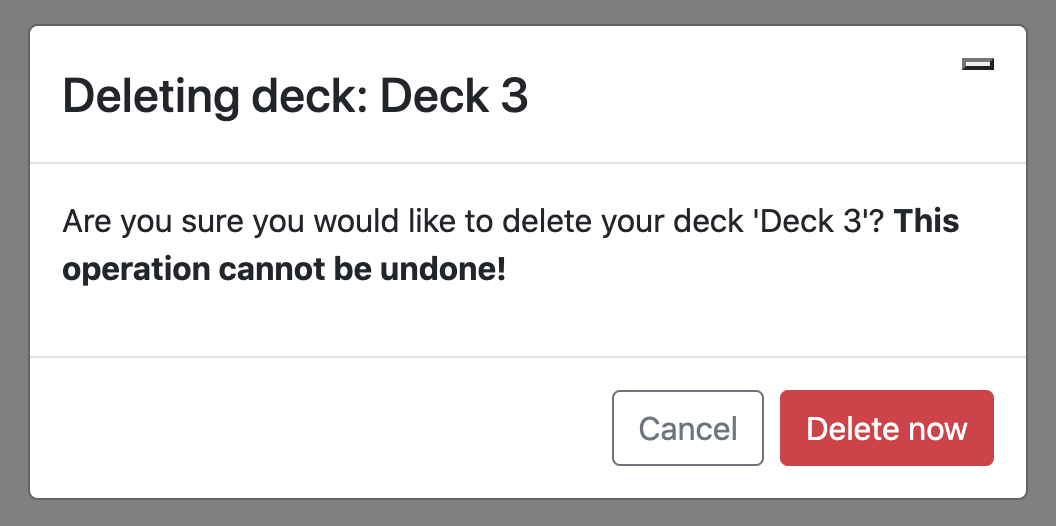 Deleting deck: Deck 3
Are you sure you would like to delete your deck 'Deck 3'? This
operation cannot be undone!
Cancel
Delete now